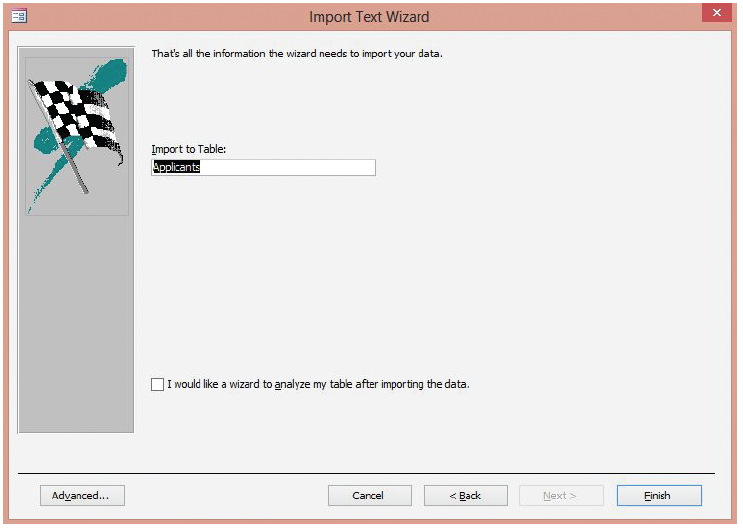 Import Text Wizard
That's all the information the wizard needs to import your data.
Import to Table:
Applicants
I would like a wizard to analyze my table after importing the data.
Advanced... Cancel < Back Next > Finish